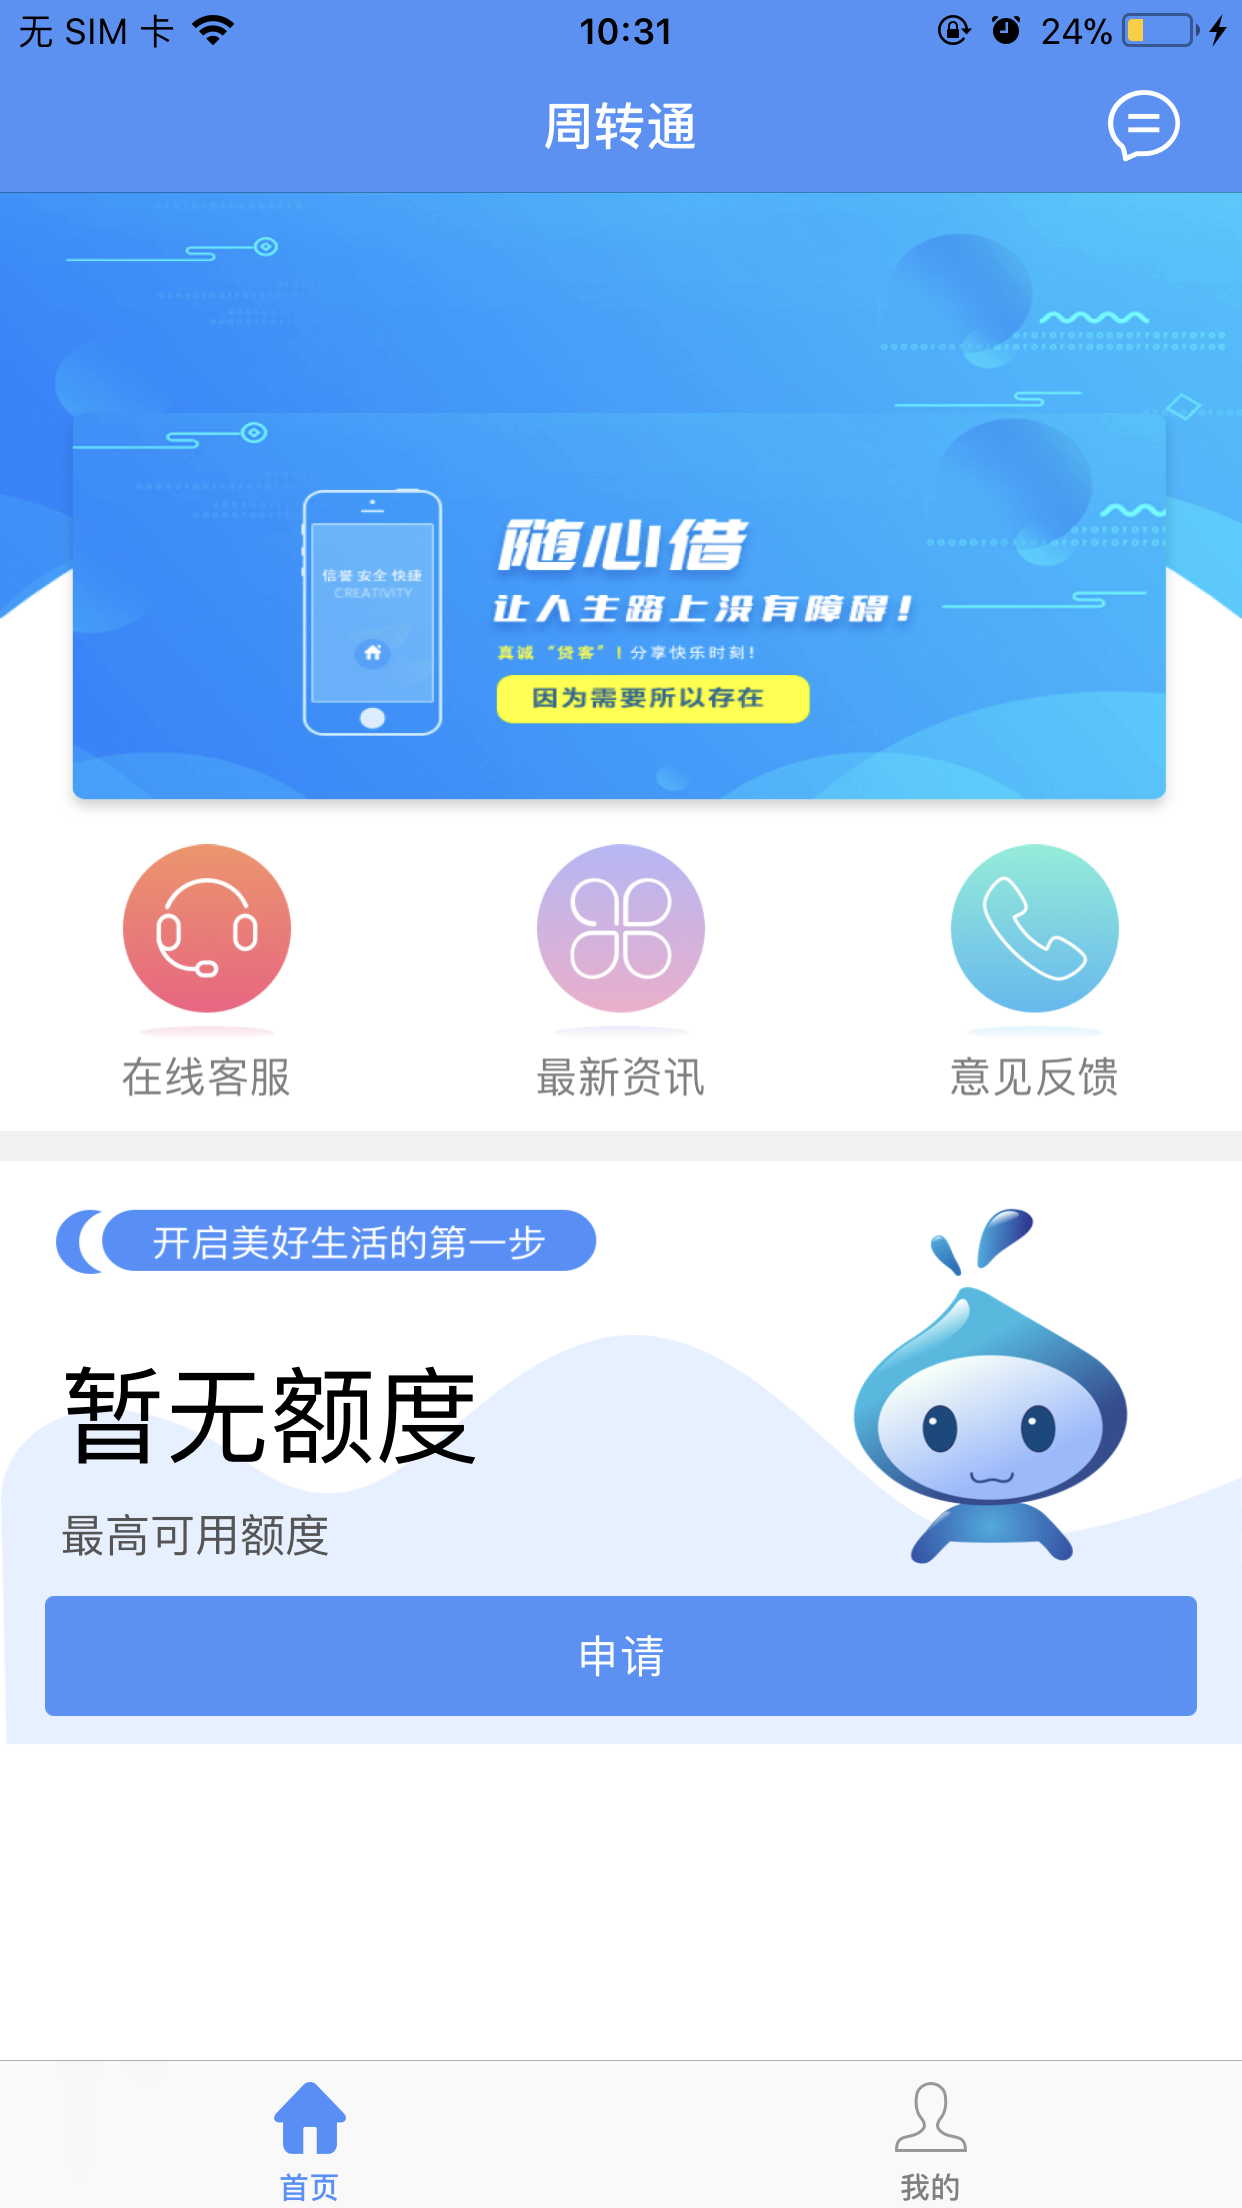 无 SIM 卡
10:31
24%
周转通
信誉 安全 快捷
CREATIVITY
随心借
让人生路上没有障碍！
真诚“贷客”！分享快乐时刻！
因为需要所以存在
在线客服
最新资讯
意见反馈
开启美好生活的第一步
暂无额度
最高可用额度
申请
首页
我的